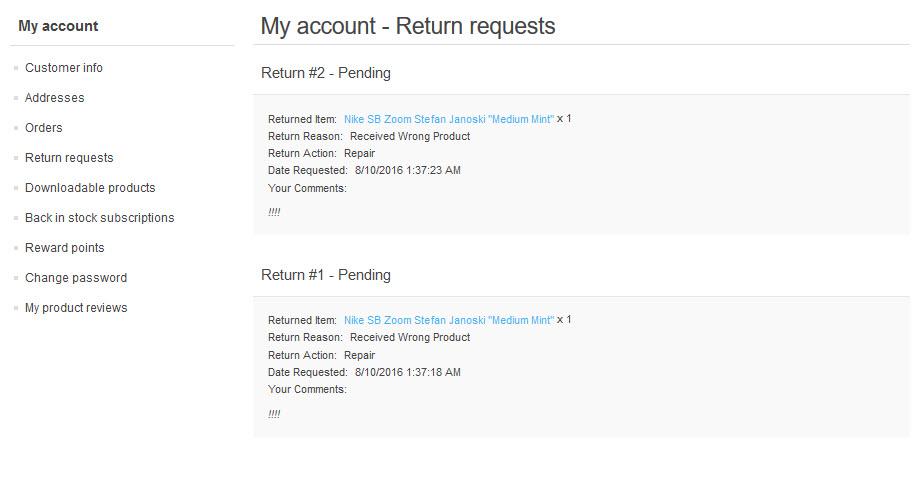 My account
Customer info
Addresses
Orders
Return requests
Downloadable products
Back in stock subscriptions
Reward points
Change password
My product reviews
My account - Return requests
Return #2 - Pending
Returned Item: Nike SB Zoom Stefan Janoski "Medium Mint" x 1
Return Reason: Received Wrong Product
Return Action: Repair
Date Requested: 8/10/2016 1:37:23 AM
Your Comments:
!!!!
Return #1 - Pending
Returned Item: Nike SB Zoom Stefan Janoski "Medium Mint" x 1
Return Reason: Received Wrong Product
Return Action: Repair
Date Requested: 8/10/2016 1:37:18 AM
Your Comments:
!!!!